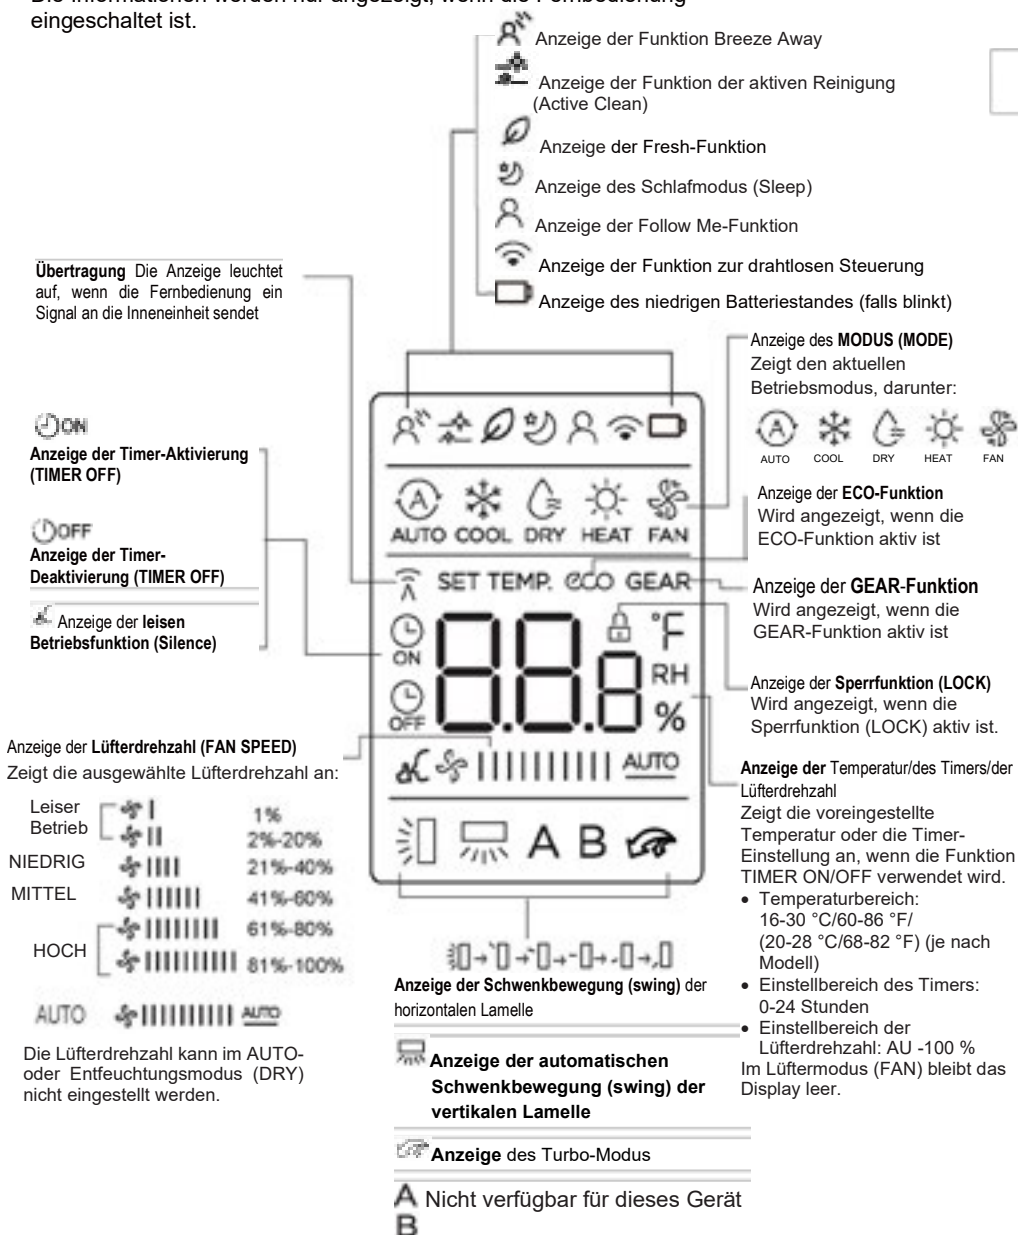 eingeschaltet ist.
Anzeige der Funktion Breeze Away
Anzeige der Funktion der aktiven Reinigung
(Active Clean)
Anzeige der Fresh-Funktion
Anzeige des Schlafmodus (Sleep)
Anzeige der Follow Me-Funktion
Anzeige der Funktion zur drahtlosen Steuerung
Anzeige des niedrigen Batteriestandes (falls blinkt)
Übertragung Die Anzeige leuchtet
auf, wenn die Fernbedienung ein
Signal an die Inneneinheit sendet
ON
Anzeige der Timer-Aktivierung
(TIMER OFF)
OFF
Anzeige der Timer-
Deaktivierung (TIMER OFF)
Anzeige der leisen
Betriebsfunktion (Silence)
Anzeige der Lüfterdrehzahl (FAN SPEED)
Zeigt die ausgewählte Lüfterdrehzahl an:
Leiser
Betrieb
1%
2%-20%
NIEDRIG
21%-40%
MITTEL
41%-60%
HOCH
61%-80%
81%-100%
AUTO
AUTO
Die Lüfterdrehzahl kann im AUTO-
oder Entfeuchtungsmodus (DRY)
nicht eingestellt werden.
A
AUTO COOL DRY HEAT FAN
SET TEMP. eco GEAR
ON
88.8
°F
RH
OFF
%
AUTO
A B
Anzeige der Schwenkbewegung (swing) der
horizontalen Lamelle
Anzeige der automatischen
Schwenkbewegung (swing) der
vertikalen Lamelle
Anzeige des Turbo-Modus
A Nicht verfügbar für dieses Gerät
B
Anzeige des MODUS (MODE)
Zeigt den aktuellen
Betriebsmodus, darunter:
A
AUTO COOL DRY HEAT FAN
Anzeige der ECO-Funktion
Wird angezeigt, wenn die
ECO-Funktion aktiv ist
Anzeige der GEAR-Funktion
Wird angezeigt, wenn die
GEAR-Funktion aktiv ist
Anzeige der Sperrfunktion (LOCK)
Wird angezeigt, wenn die
Sperrfunktion (LOCK) aktiv ist.
Anzeige der Temperatur/des Timers/der
Lüfterdrehzahl
Zeigt die voreingestellte
Temperatur oder die Timer-
Einstellung an, wenn die Funktion
TIMER ON/OFF verwendet wird.
• Temperaturbereich:
16-30 °C/60-86 °F/
(20-28 °C/68-82 °F) (je nach
Modell)
• Einstellbereich des Timers:
0-24 Stunden
• Einstellbereich der
Lüfterdrehzahl: AU -100 %
Im Lüftermodus (FAN) bleibt das
Display leer.